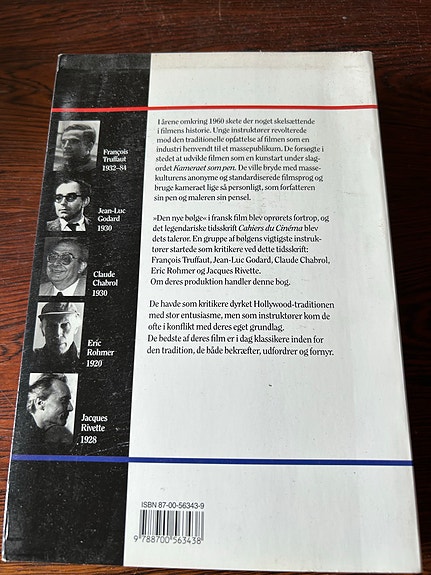 François
Truffaut
1932–84
Jean-Luc
Godard
1930
Claude
Chabrol
1930
Eric
Rohmer
1920
Jacques
Rivette
1928
I årene omkring 1960 skete der noget skelsættende
i filmens historie. Unge instruktører revolterede
mod den traditionelle opfattelse af filmen som en
industri henvendt til et massepublikum. De forsøgte i
stedet at udvikle filmen som en kunstart under slag-
ordet Kameraet som pen. De ville bryde med masse-
kulturens anonyme og standardiserede filmsprog og
bruge kameraet lige så personligt, som forfatteren
sin pen og maleren sin pensel.
»Den nye bølge« i fransk film blev oprørets fortrop, og
det legendariske tidsskrift Cahiers du Cinéma blev
dets talerør. En gruppe af bølgens vigtigste instruk-
tører startede som kritikere ved dette tidsskrift:
François Truffaut, Jean-Luc Godard, Claude Chabrol,
Eric Rohmer og Jacques Rivette.
Om deres produktion handler denne bog.
De havde som kritikere dyrket Hollywood-traditionen
med stor entusiasme, men som instruktører kom de
ofte i konflikt med deres eget grundlag.
De bedste af deres film er i dag klassikere inden for
den tradition, de både bekræfter, udfordrer og fornyr.
ISBN 87-00-56343-9
9 788700 563438